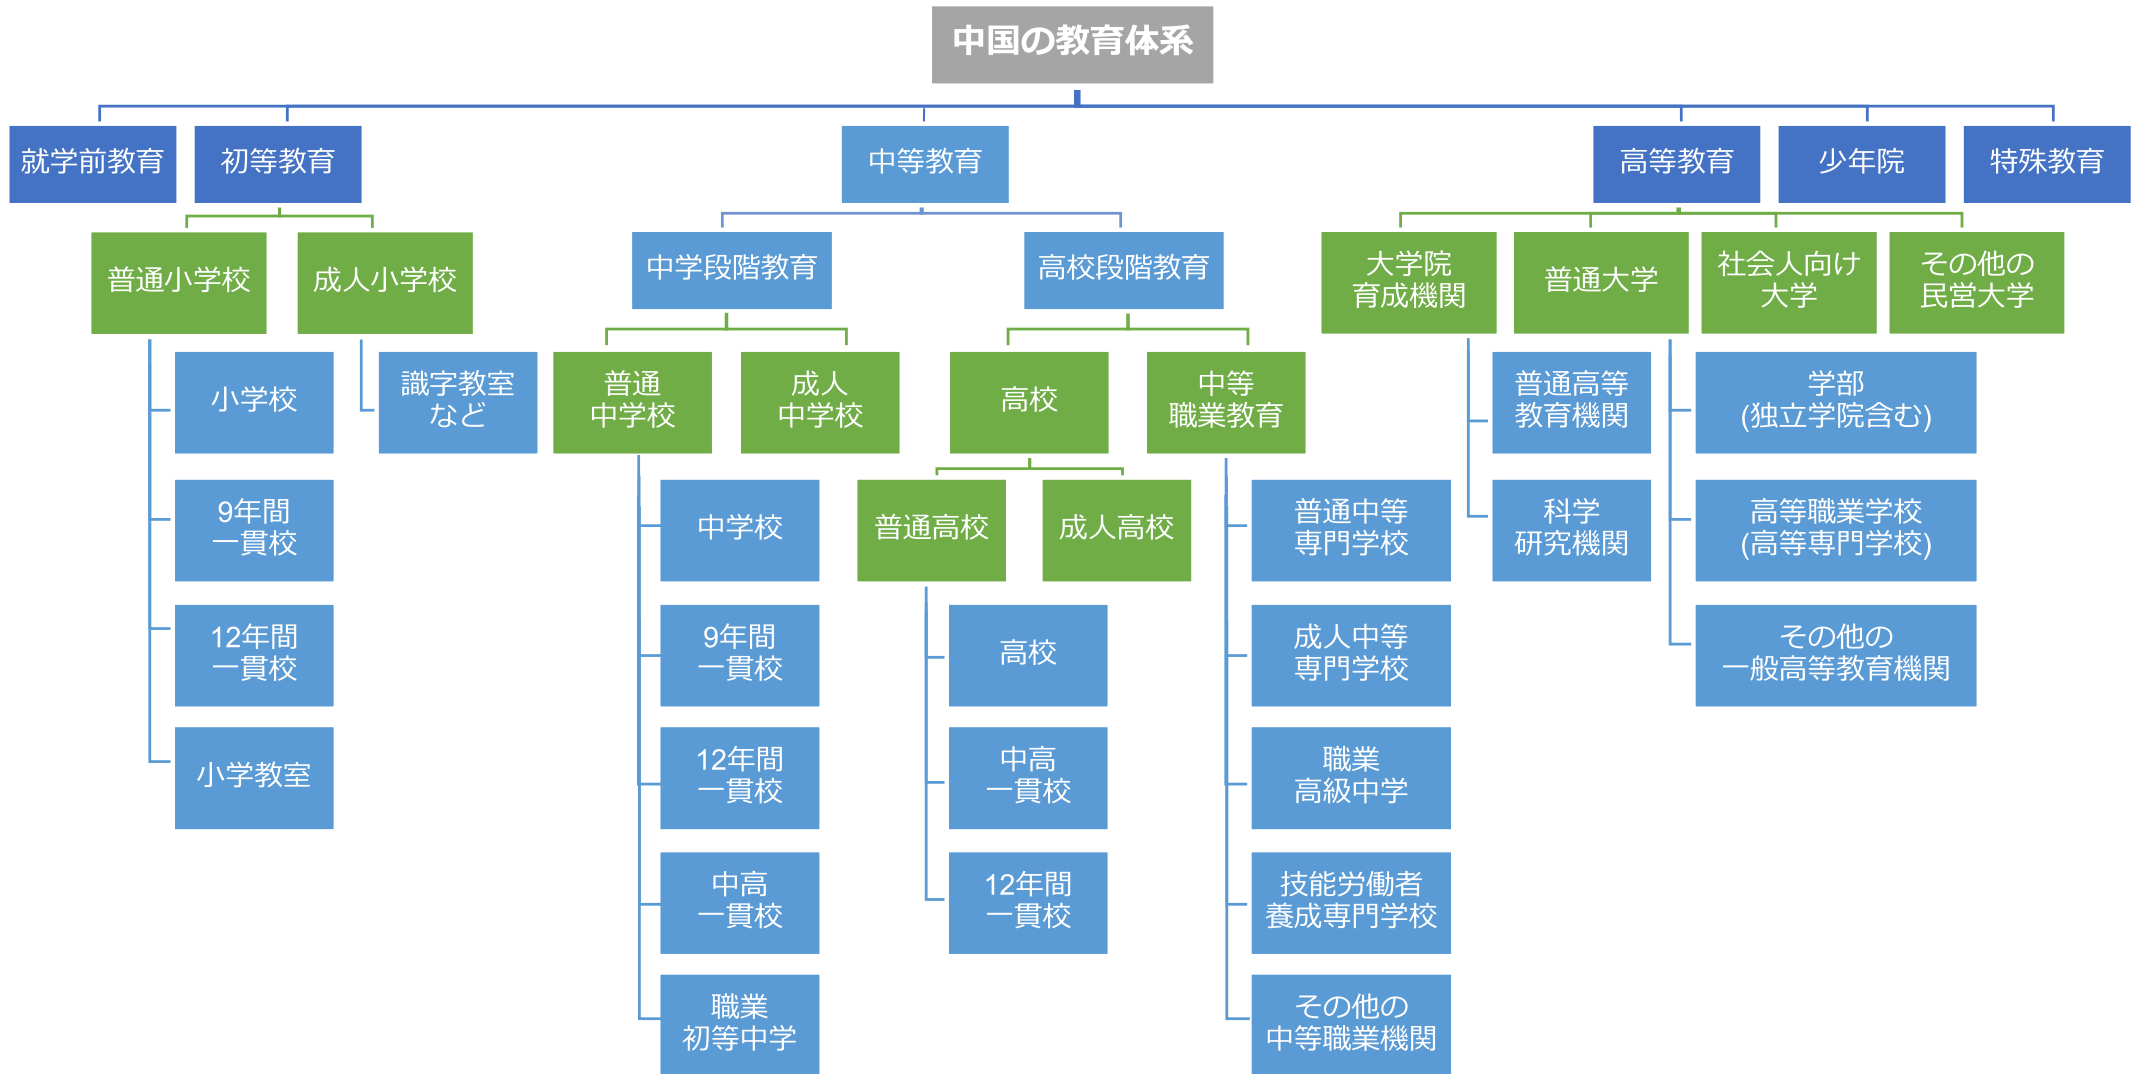 中国の教育体系
就学前教育
初等教育
中等教育
高等教育
少年院
特殊教育
普通小学校
成人小学校
中学段階教育
高校段階教育
大学院
育成機関
普通大学
社会人向け
大学
その他の
民営大学
小学校
識字教室
など
普通
中学校
成人
中学校
高校
中等
職業教育
普通高等
教育機関
学部
(独立学院含む)
9年間
一貫校
中学校
普通高校
成人高校
普通中等
専門学校
科学
研究機関
高等職業学校
(高等専門学校)
12年間
一貫校
9年間
一貫校
高校
成人中等
専門学校
その他の
一般高等教育機関
小学教室
12年間
一貫校
中高
一貫校
職業
高級中学
中高
一貫校
12年間
一貫校
技能労働者
養成専門学校
職業
初等中学
その他の
中等職業機関